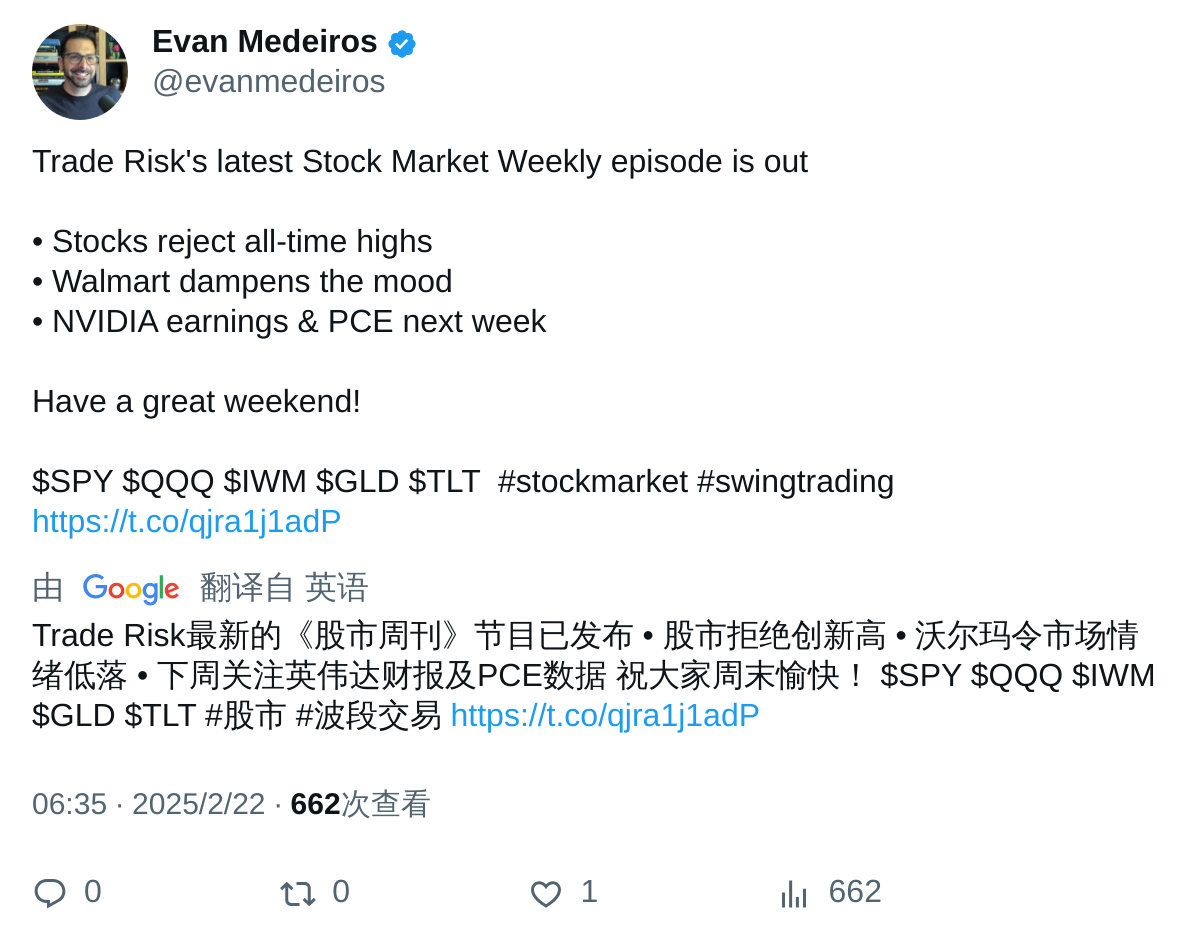 Evan Medeiros
@evanmedeiros
Trade Risk's latest Stock Market Weekly episode is out
• Stocks reject all-time highs
• Walmart dampens the mood
• NVIDIA earnings & PCE next week
Have a great weekend!
$SPY $QQQ $IWM $GLD $TLT  #stockmarket #swingtrading
https://t.co/qjra1j1adP
由 Google 翻译自 英语
Trade Risk最新的《股市周刊》节目已发布 • 股市拒绝创新高 • 沃尔玛令市场情
绪低落 • 下周关注英伟达财报及PCE数据 祝大家周末愉快！ $SPY $QQQ $IWM
$GLD $TLT #股市 #波段交易 https://t.co/qjra1j1adP
06:35 · 2025/2/22 · 662次查看
0 0 1 662